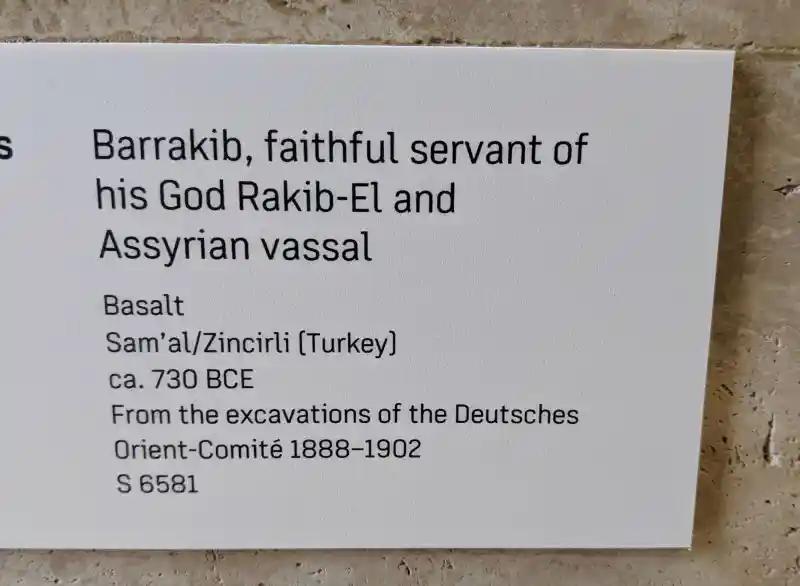 s
Barrakib, faithful servant of
his God Rakib-El and
Assyrian vassal
Basalt
Sam'al/Zincirli (Turkey)
ca. 730 BCE
From the excavations of the Deutsches
Orient-Comité 1888–1902
S 6581